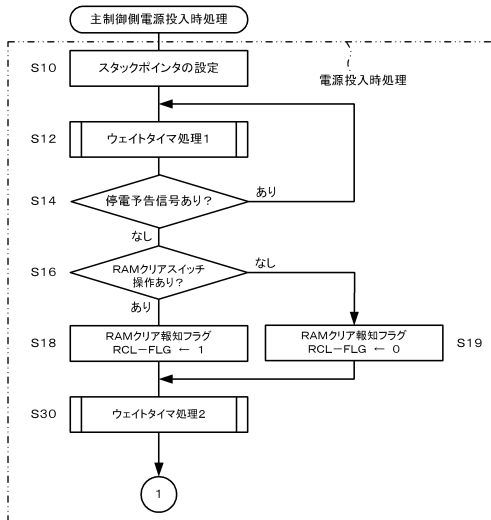 主制御側電源投入時処理
電源投入時処理
S10
スタックポインタの設定
S12
ウェイトタイマ処理1
S14
停電予告信号あり？
あり
なし
S16
RAMクリアスイッチ
操作あり？
なし
あり
S18
RAMクリア報知フラグ
RCL－FLG ← 1
RAMクリア報知フラグ
RCL－FLG ← 0
S19
S30
ウェイトタイマ処理2
1